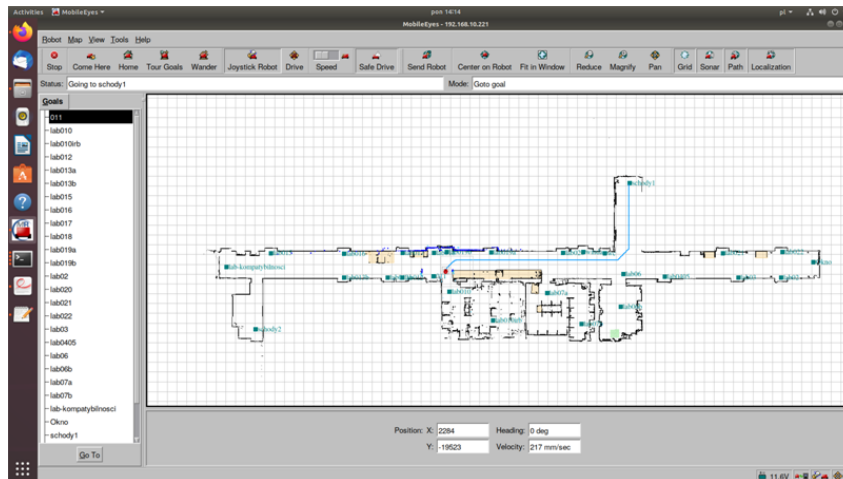 Activities MobileEyes pon 14:14 pl
MobileEyes - 192.168.10.221
Robot Map View Tools Help
Stop Come Here Home Tour Goals Wander Joystick Robot Drive Speed Safe Drive Send Robot Center on Robot Fit in Window Reduce Magnify Pan Grid Sonar Path Localization
Status: Going to schody1 Mode: Goto goal
Goals
011
lab010
lab010irb
lab012
lab013a
lab013b
lab015
lab016
lab017
lab018
lab019a
lab019b
lab02
lab020
lab021
lab022
lab03
lab0405
lab06
lab06b
lab07a
lab07b
lab-kompatybilnosci
Okno
schody1
Go To
schody1
lab-kompatybilnosci
Okno
lab06
lab07a
schody2
Position: X: 2284 Heading: 0 deg
Y: -19523 Velocity: 217 mm/sec
11.6V